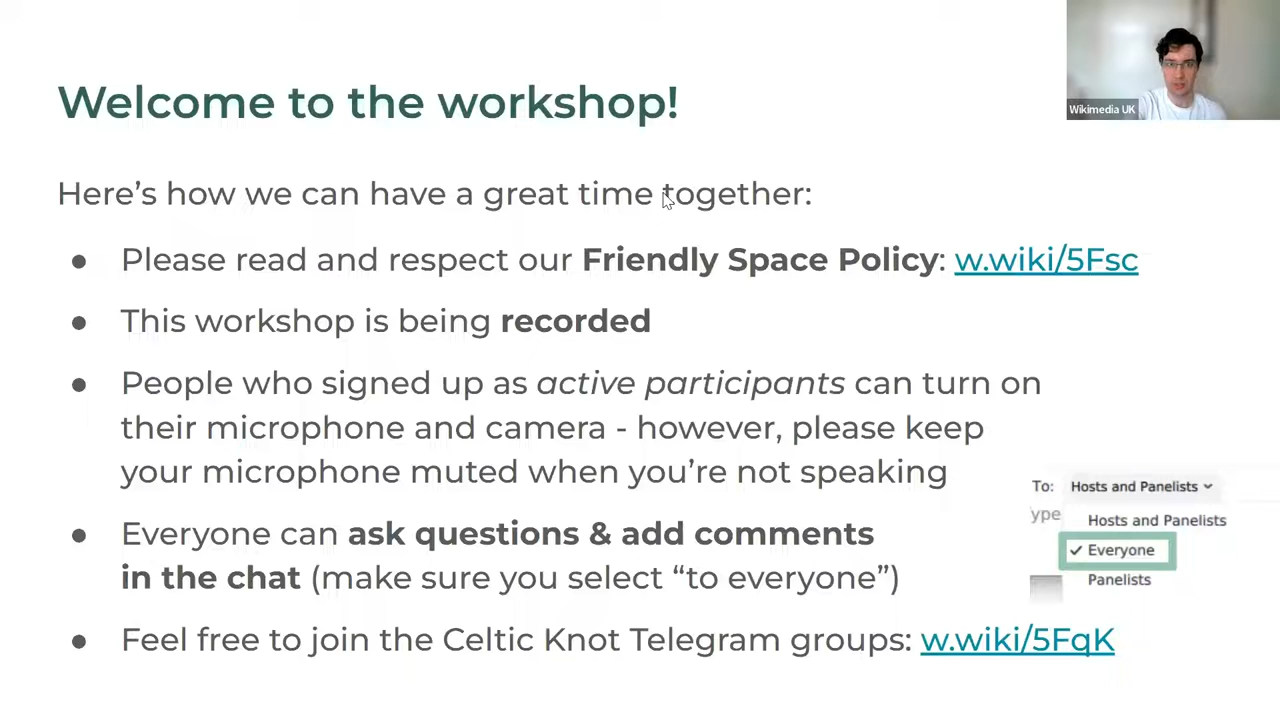 Welcome to the workshop!
Wikimedia UK
Here's how we can have a great time together:
● Please read and respect our Friendly Space Policy: w.wiki/5Fsc
● This workshop is being recorded
● People who signed up as active participants can turn on
their microphone and camera - however, please keep
your microphone muted when you're not speaking
● Everyone can ask questions & add comments
in the chat (make sure you select “to everyone”)
To: Hosts and Panelists
ype
Hosts and Panelists
✓ Everyone
Panelists
● Feel free to join the Celtic Knot Telegram groups: w.wiki/5FqK